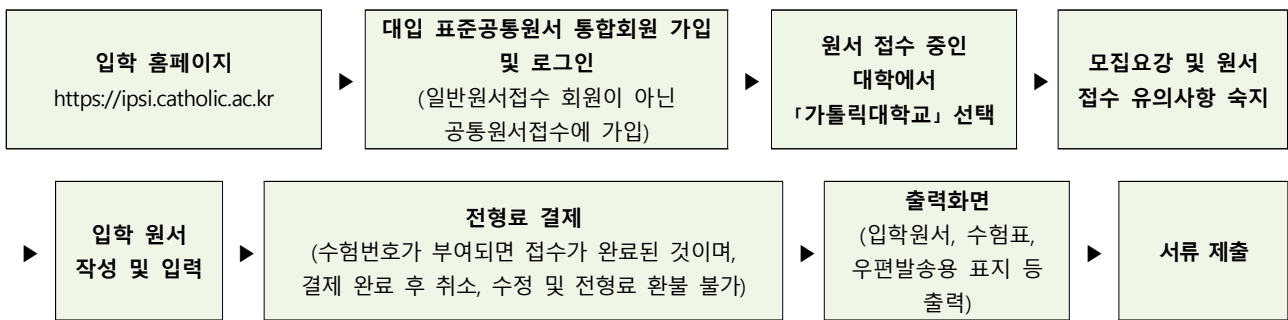 입학 홈페이지
https://ipsi.catholic.ac.kr
▶
대입 표준공통원서 통합회원 가입
및 로그인
(일반원서접수 회원이 아닌
공통원서접수에 가입)
▶
원서 접수 중인
대학에서
「가톨릭대학교」 선택
▶
모집요강 및 원서
접수 유의사항 숙지
▶
입학 원서
작성 및 입력
▶
전형료 결제
(수험번호가 부여되면 접수가 완료된 것이며,
결제 완료 후 취소, 수정 및 전형료 환불 불가)
▶
출력화면
(입학원서, 수험표,
우편발송용 표지 등
출력)
▶
서류 제출